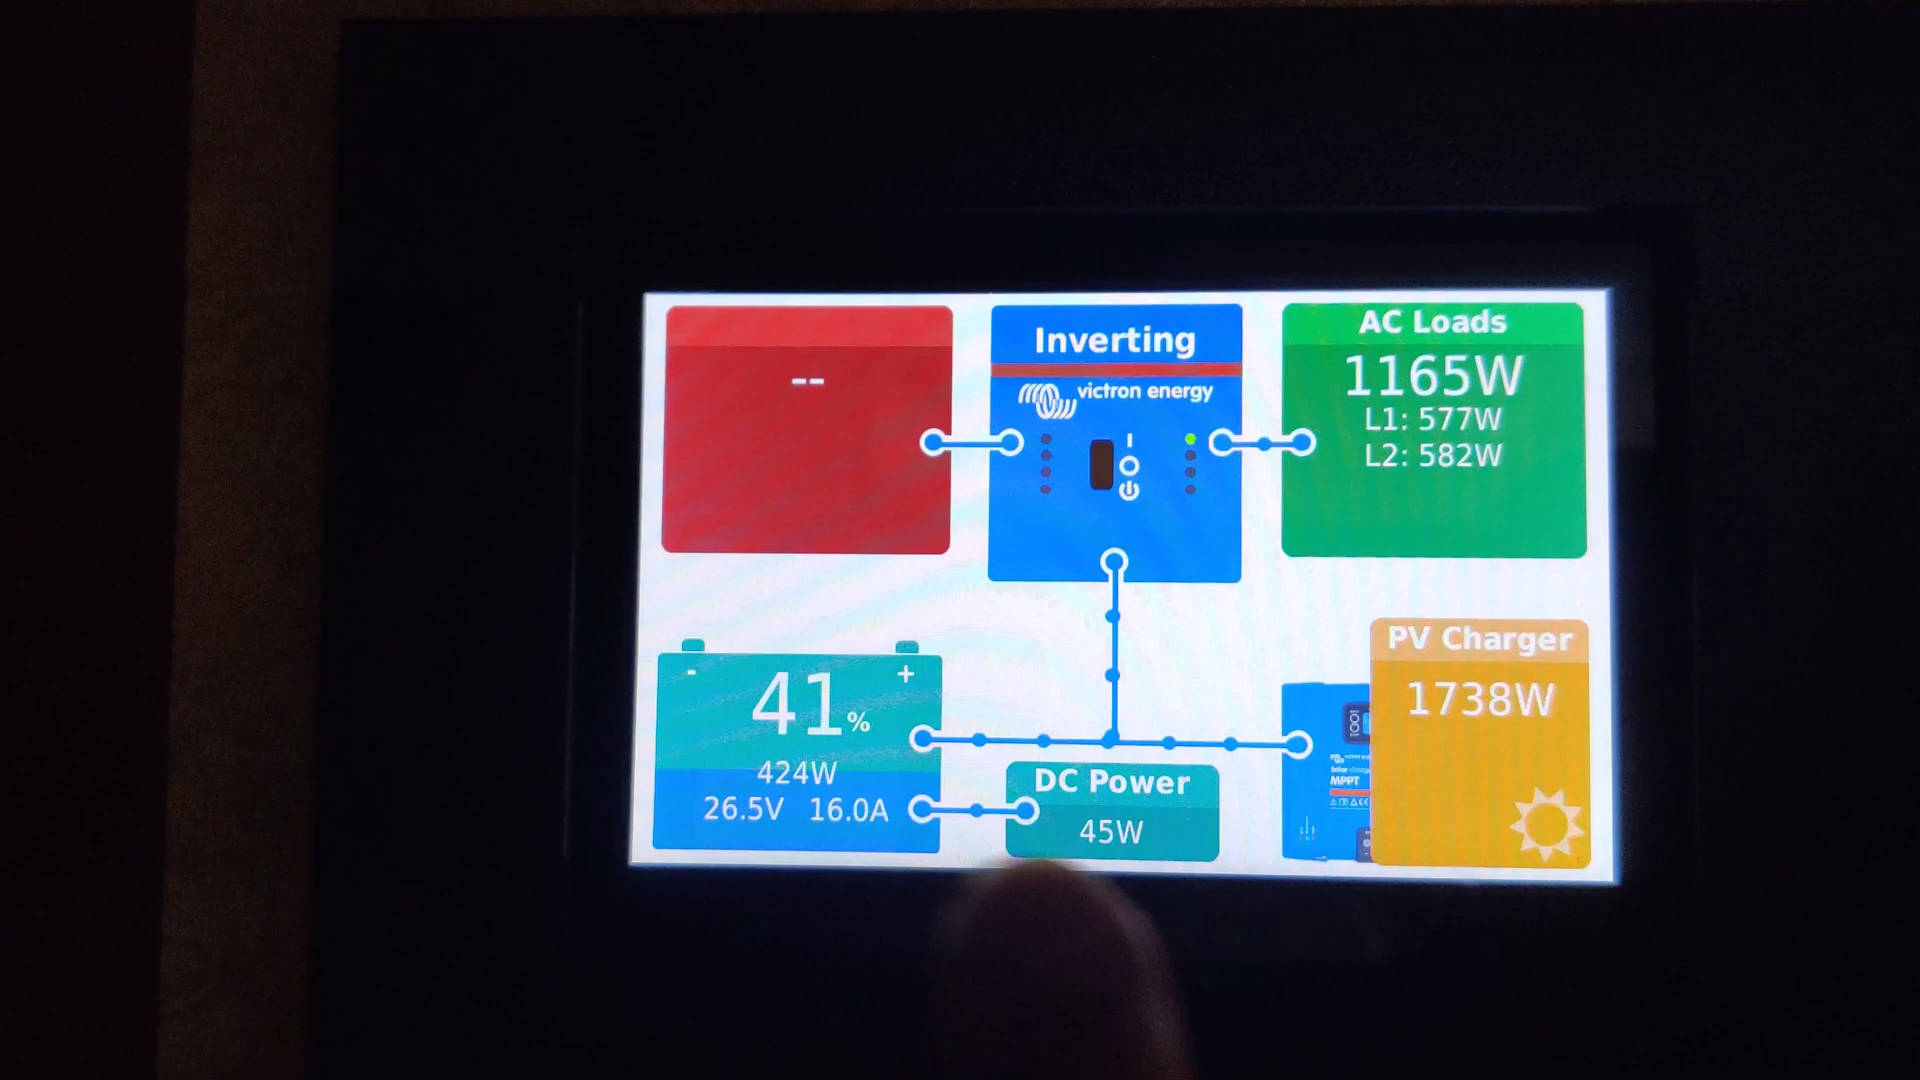 --
Inverting
victron energy
AC Loads
1165W
L1: 577W
L2: 582W
- +
41%
424W
26.5V 16.0A
DC Power
45W
PV Charger
1738W
MPPT